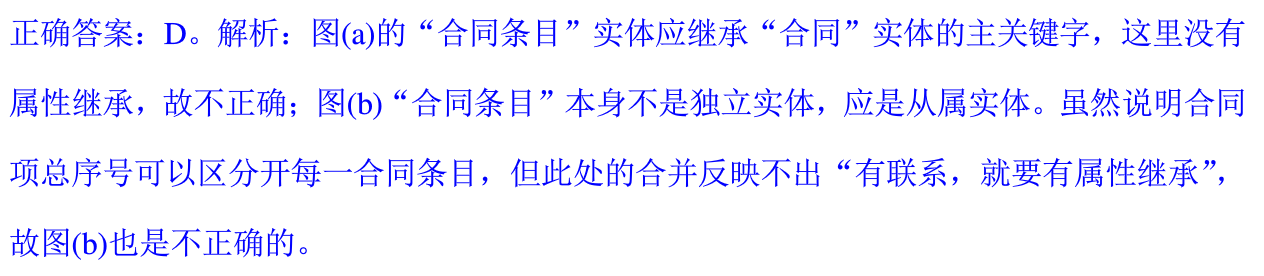 正确答案：D。解析：图(a)的“合同条目”实体应继承“合同”实体的主关键字，这里没有
属性继承，故不正确；图(b)“合同条目”本身不是独立实体，应是从属实体。虽然说明合同
项总序号可以区分开每一合同条目，但此处的合并反映不出“有联系，就要有属性继承”，
故图(b)也是不正确的。